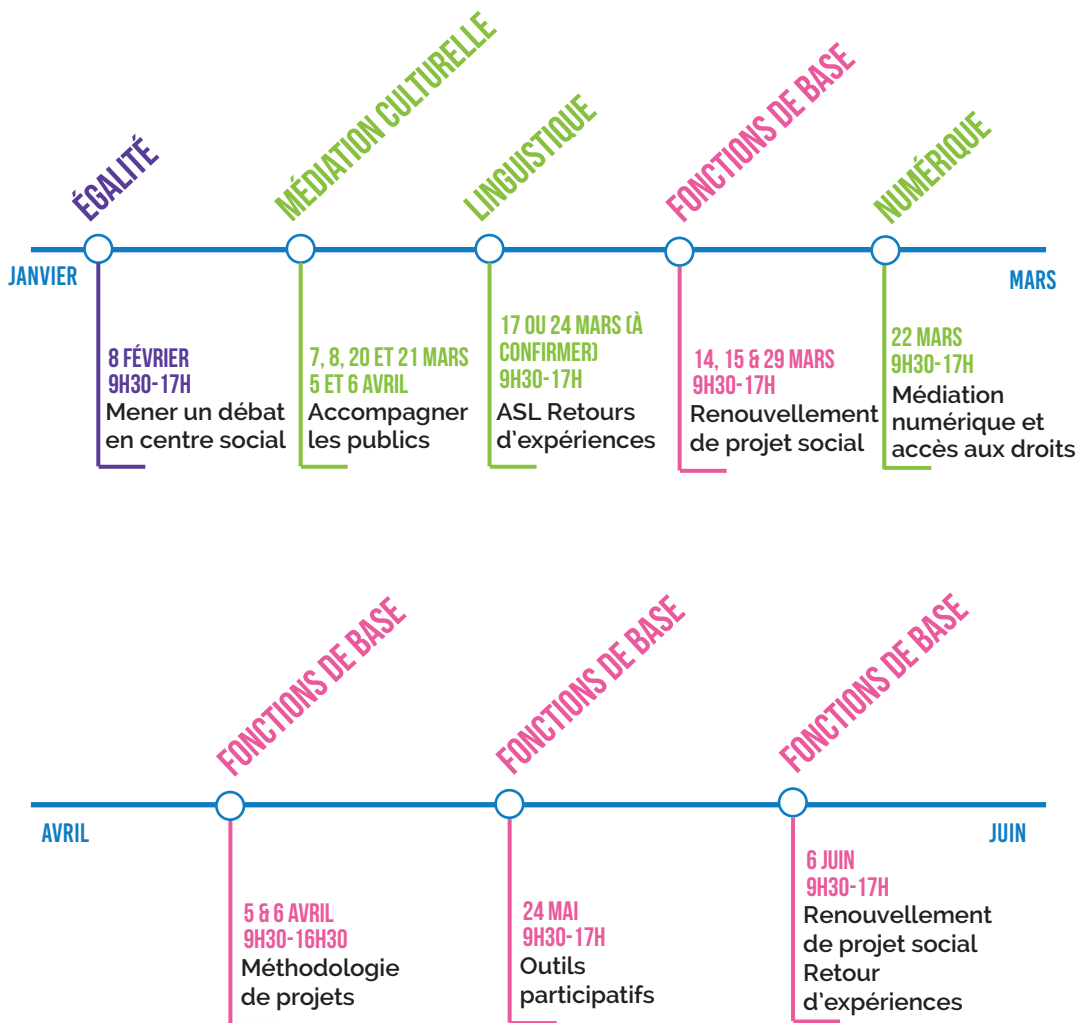 ÉGALITÉ
MÉDIATION CULTURELLE
LINGUISTIQUE
FONCTIONS DE BASE
NUMÉRIQUE
JANVIER
MARS
8 FÉVRIER
9H30-17H
Mener un débat
en centre social
7, 8, 20 ET 21 MARS
5 ET 6 AVRIL
Accompagner
les publics
17 OU 24 MARS (À
CONFIRMER)
9H30-17H
ASL Retours
d'expériences
14, 15 & 29 MARS
9H30-17H
Renouvellement
de projet social
22 MARS
9H30-17H
Médiation
numérique et
accès aux droits
FONCTIONS DE BASE
FONCTIONS DE BASE
FONCTIONS DE BASE
AVRIL
JUIN
5 & 6 AVRIL
9H30-16H30
Méthodologie
de projets
24 MAI
9H30-17H
Outils
participatifs
6 JUIN
9H30-17H
Renouvellement
de projet social
Retour
d'expériences